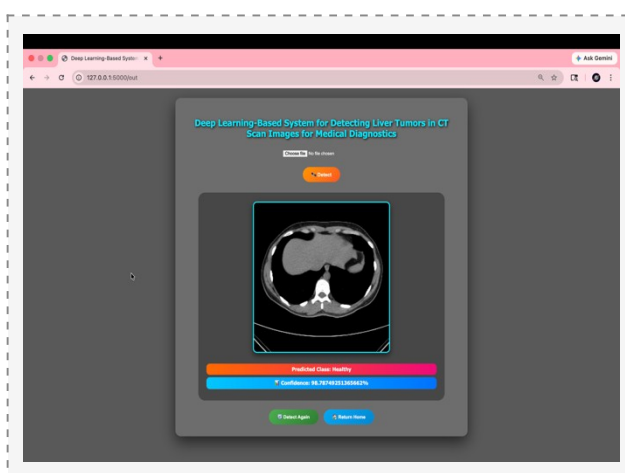 Deep Learning-Based System
Ask Gemini
127.0.0.1:5000/out
Deep Learning-Based System for Detecting Liver Tumors in CT
Scan Images for Medical Diagnostics
Choose File No file chosen
Detect
Predicted Class: Healthy
Confidence: 98.78749251365662%
Detect Again
Return Home